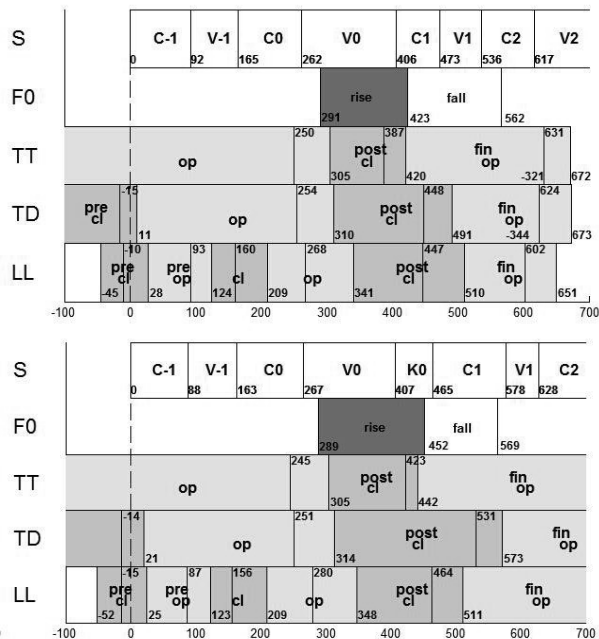 S C-1 V-1 C0 V0 C1 V1 C2 V2
0 92 165 262 406 473 536 617
F0 rise fall
291 423 562
250 387 631
TT op post cl fin op
305 420 -321 672
-15 254 448 624
TD pre cl op post cl fin op
11 310 491 -344 673
-10 93 160 268 447 602
LL pre cl pre op cl op post cl fin op
-45 28 124 209 341 510 651
-100 0 100 200 300 400 500 600 700
S C-1 V-1 C0 V0 K0 C1 V1 C2
0 88 163 267 407 465 578 628
F0 rise fall
289 452 569
245 423
TT op post cl fin op
305 442
-14 251 531
TD op post cl fin op
21 314 573
-15 87 156 280 464
LL pre cl pre op cl op post cl fin op
-52 25 123 209 348 511
-100 0 100 200 300 400 500 600 700